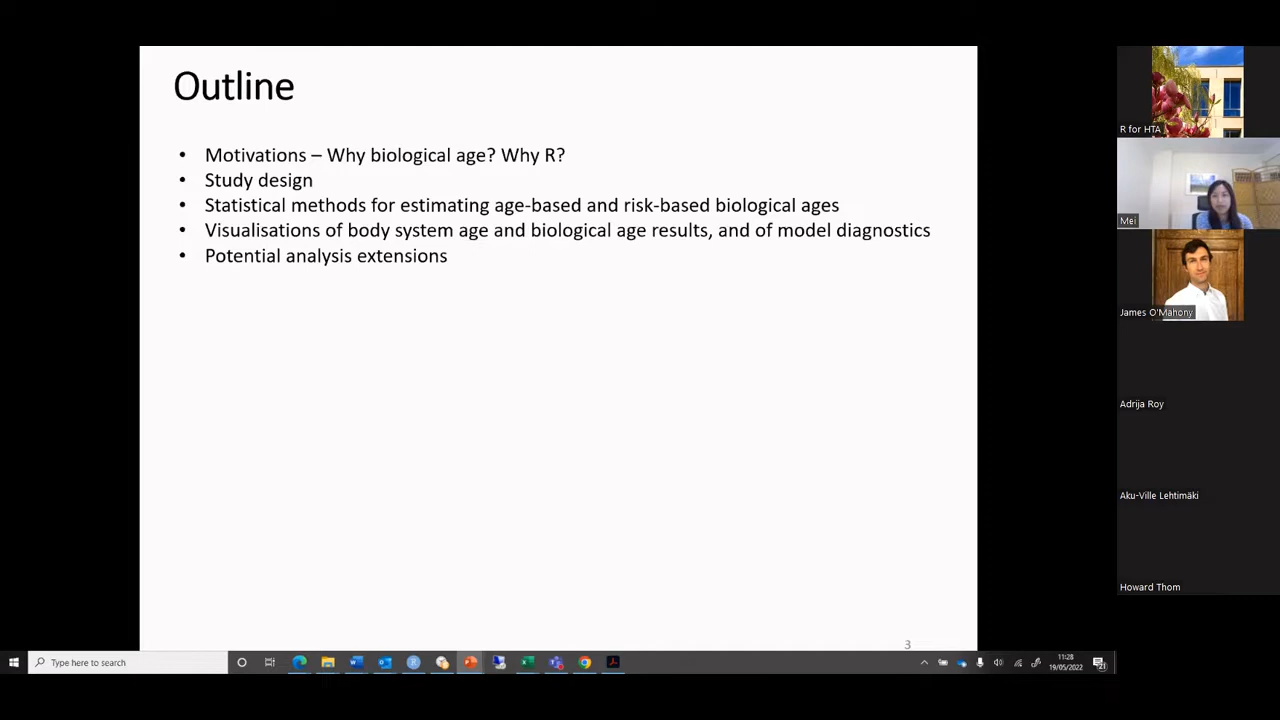 Outline
• Motivations – Why biological age? Why R?
• Study design
• Statistical methods for estimating age-based and risk-based biological ages
• Visualisations of body system age and biological age results, and of model diagnostics
• Potential analysis extensions
3
R for HTA
Mei
James O'Mahony
Adrija Roy
Aku-Ville Lehtimäki
Howard Thom
Type here to search
11:28
19/05/2022
21